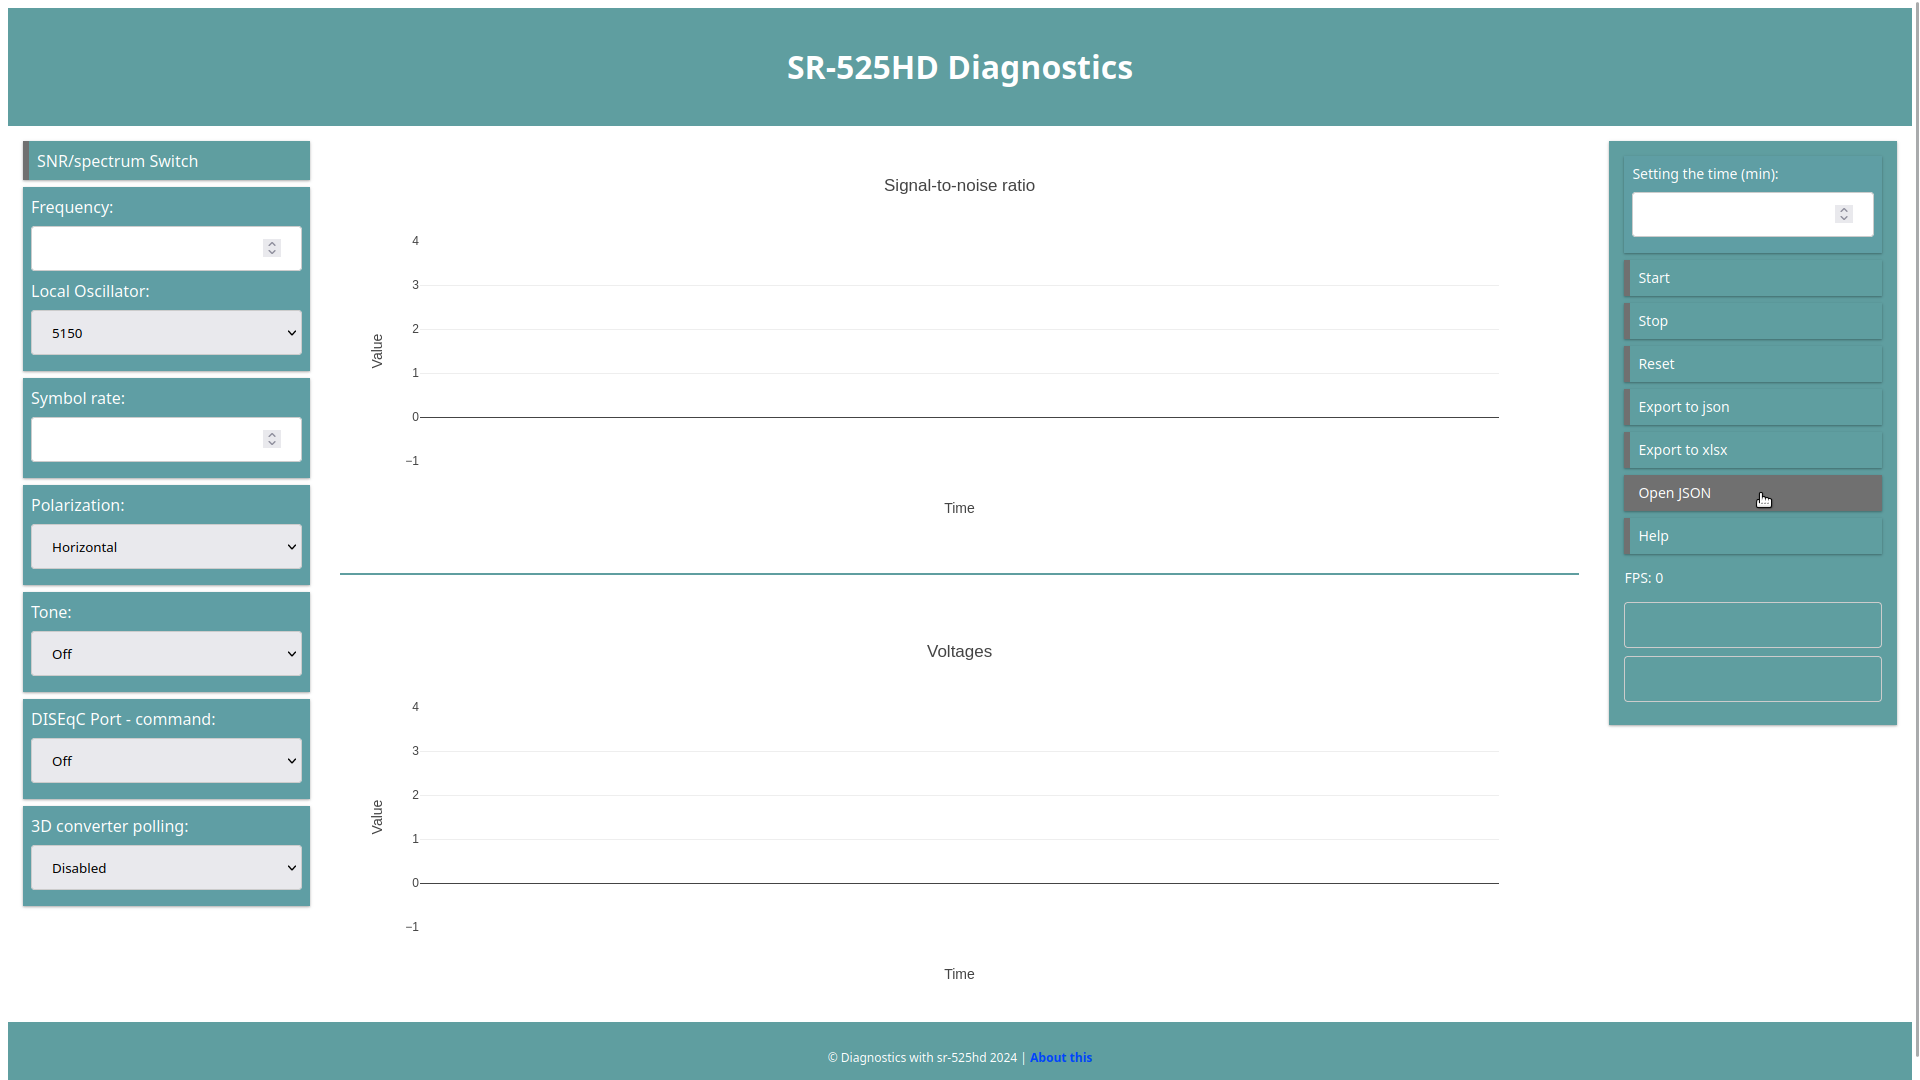 SR-525HD Diagnostics
SNR/spectrum Switch
Frequency:
Local Oscillator:
5150
Symbol rate:
Polarization:
Horizontal
Tone:
Off
DISEqC Port - command:
Off
3D converter polling:
Disabled
Signal-to-noise ratio
4
3
2
1
0
−1
Value
Time
Voltages
4
3
2
1
0
−1
Value
Time
Setting the time (min):
Start
Stop
Reset
Export to json
Export to xlsx
Open JSON
Help
FPS: 0
© Diagnostics with sr-525hd 2024 | About this